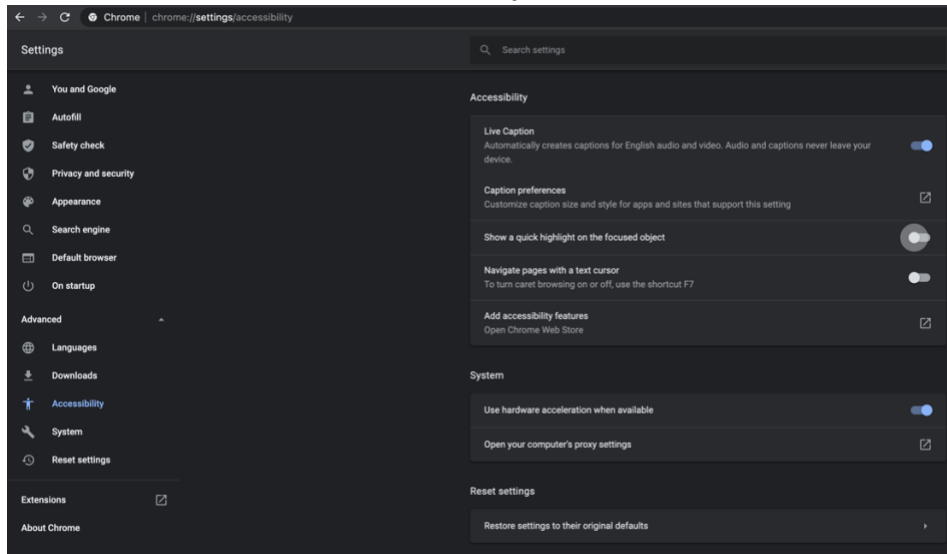 Chrome | chrome://settings/accessibility
Settings
Search settings
You and Google
Autofill
Safety check
Privacy and security
Appearance
Search engine
Default browser
On startup
Advanced
Languages
Downloads
Accessibility
System
Reset settings
Extensions
About Chrome
Accessibility
Live Caption
Automatically creates captions for English audio and video. Audio and captions never leave your
device.
Caption preferences
Customize caption size and style for apps and sites that support this setting
Show a quick highlight on the focused object
Navigate pages with a text cursor
To turn caret browsing on or off, use the shortcut F7
Add accessibility features
Open Chrome Web Store
System
Use hardware acceleration when available
Open your computer's proxy settings
Reset settings
Restore settings to their original defaults